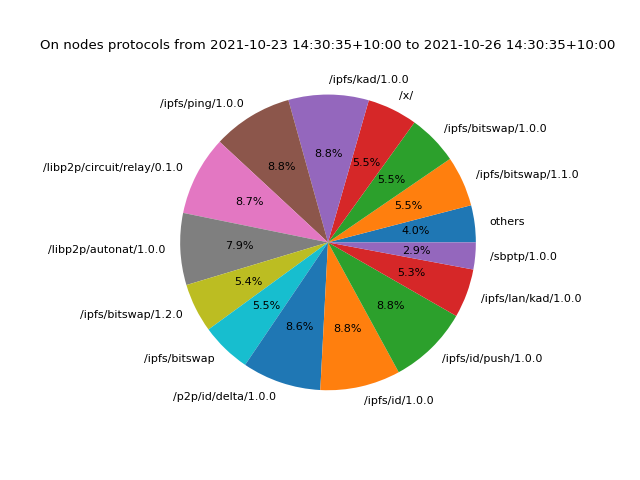 On nodes protocols from 2021-10-23 14:30:35+10:00 to 2021-10-26 14:30:35+10:00
/ipfs/kad/1.0.0
/x/
/ipfs/ping/1.0.0
/ipfs/bitswap/1.0.0
8.8%
5.5%
8.8%
/libp2p/circuit/relay/0.1.0
/ipfs/bitswap/1.1.0
5.5%
8.7%
5.5%
others
4.0%
/libp2p/autonat/1.0.0
7.9%
2.9%
/sbptp/1.0.0
5.4%
5.3%
/ipfs/lan/kad/1.0.0
/ipfs/bitswap/1.2.0
5.5%
8.8%
8.6%
8.8%
/ipfs/bitswap
/ipfs/id/push/1.0.0
/p2p/id/delta/1.0.0
/ipfs/id/1.0.0